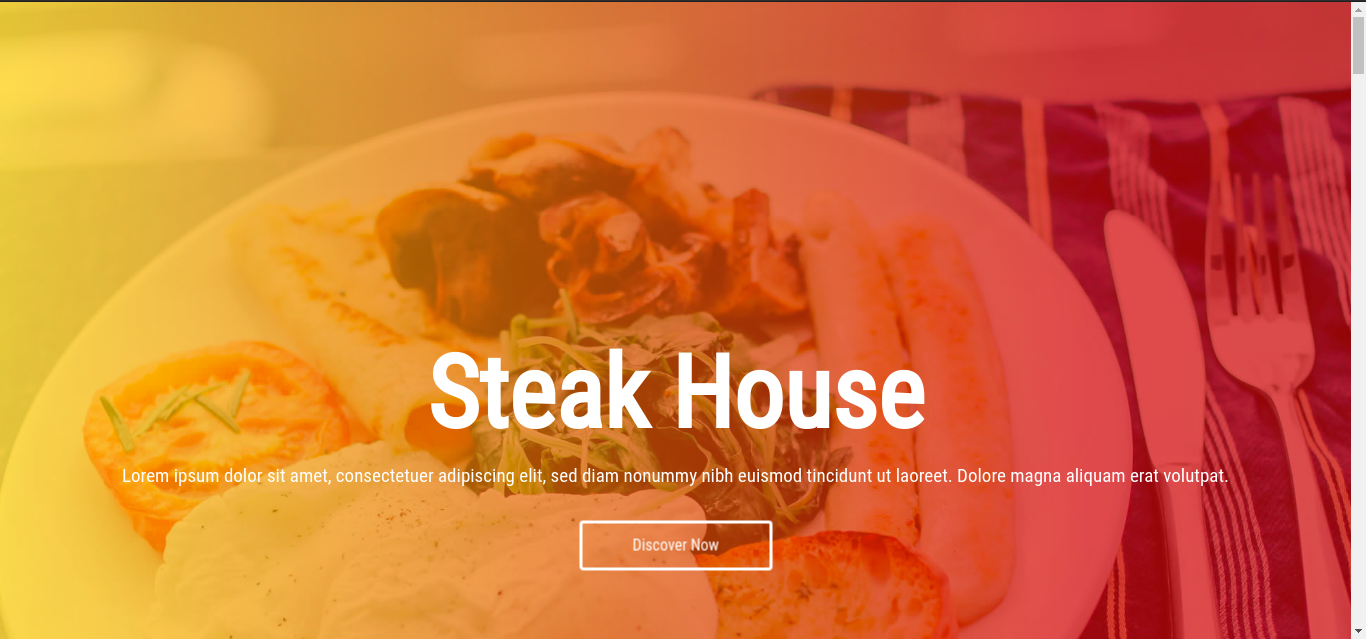 Steak House
Lorem ipsum dolor sit amet, consectetuer adipiscing elit, sed diam nonummy nibh euismod tincidunt ut laoreet. Dolore magna aliquam erat volutpat.
Discover Now